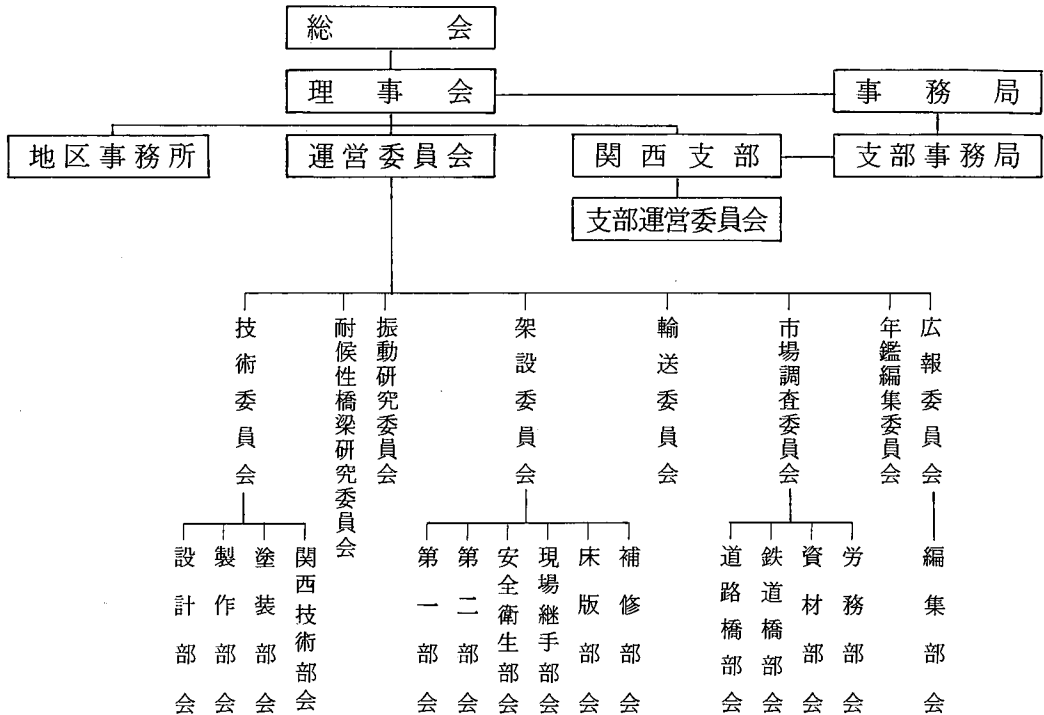 組織図
総会
理事会
事務局
地区事務所
運営委員会
関西支部
支部事務局
支部運営委員会
技術委員会
耐候性橋梁研究委員会
振動研究委員会
架設委員会
輸送委員会
市場調査委員会
年鑑編集委員会
広報委員会
設計部会
製作部会
塗装部会
関西技術部会
第一部会
第二部会
安全衛生部会
現場継手部会
床版部会
補修部会
道路橋部会
鉄道橋部会
資材部会
労務部会
編集部会